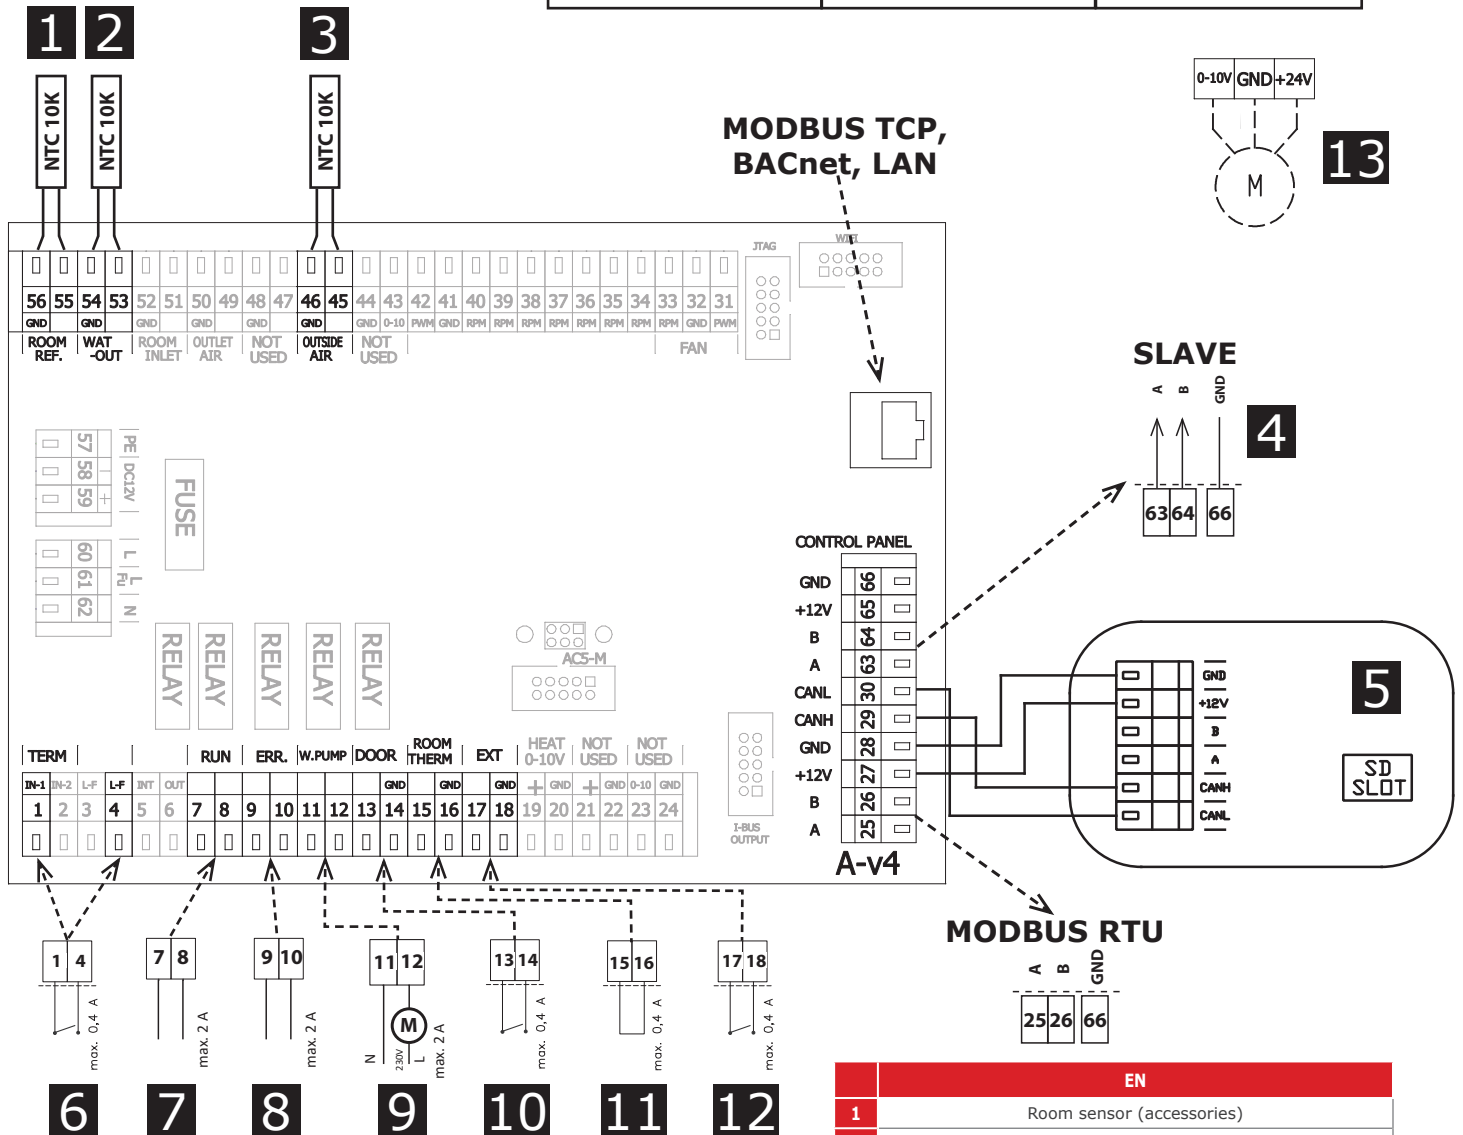 1 2 3
NTC 10K NTC 10K NTC 10K
MODBUS TCP,
BACnet, LAN
0-10V GND +24V
M
13
JTAG
WIFI
56 55 54 53 52 51 50 49 48 47 46 45 44 43 42 41 40 39 38 37 36 35 34 33 32 31
GND GND GND GND GND GND GND 0-10 PWM GND RPM RPM RPM RPM RPM RPM RPM RPM GND PWM
ROOM REF.
WAT -OUT
ROOM INLET
OUTLET AIR
NOT USED
OUTSIDE AIR
NOT USED
FAN
SLAVE
A B GND
4
63 64 66
57 PE
58 −
59 +
DC12V
FUSE
60 L
61 L Fu
62 N
RELAY RELAY RELAY RELAY RELAY
AC5-M
CONTROL PANEL
GND 66
+12V 65
B 64
A 63
CANL 30
CANH 29
GND 28
+12V 27
B 26
A 25
A-v4
I-BUS
OUTPUT
GND
+12V
B
A
CANH
CANL
5
SD
SLOT
TERM RUN ERR. W.PUMP DOOR ROOM THERM EXT HEAT 0-10V NOT USED NOT USED
IN-1 IN-2 L-F L-F INT OUT GND GND GND + GND + GND 0-10 GND
1 2 3 4 5 6 7 8 9 10 11 12 13 14 15 16 17 18 19 20 21 22 23 24
1 4
max. 0,4 A
6
7 8
max. 2 A
7
9 10
max. 2 A
8
11 12
M
N 230V L
max. 2 A
9
13 14
max. 0,4 A
10
15 16
max. 0,4 A
11
17 18
max. 0,4 A
12
MODBUS RTU
A B GND
25 26 66
EN
1 Room sensor (accessories)